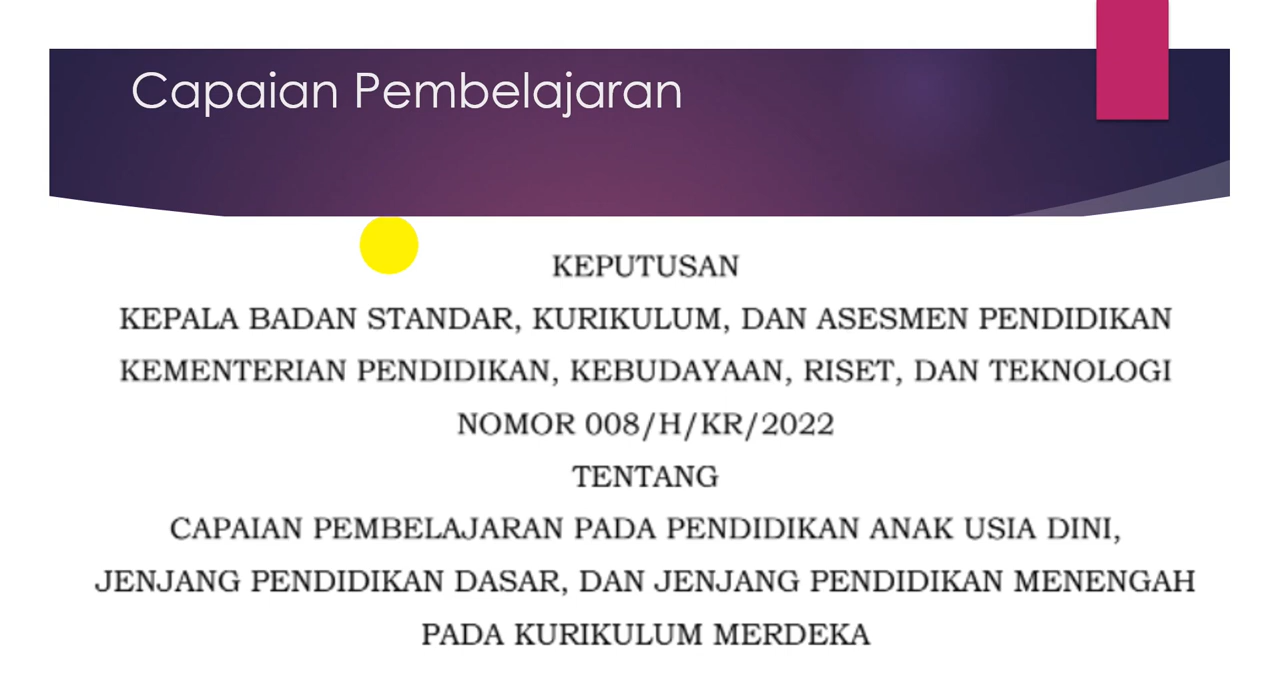 Capaian Pembelajaran
KEPUTUSAN
KEPALA BADAN STANDAR, KURIKULUM, DAN ASESMEN PENDIDIKAN
KEMENTERIAN PENDIDIKAN, KEBUDAYAAN, RISET, DAN TEKNOLOGI
NOMOR 008/H/KR/2022
TENTANG
CAPAIAN PEMBELAJARAN PADA PENDIDIKAN ANAK USIA DINI,
JENJANG PENDIDIKAN DASAR, DAN JENJANG PENDIDIKAN MENENGAH
PADA KURIKULUM MERDEKA